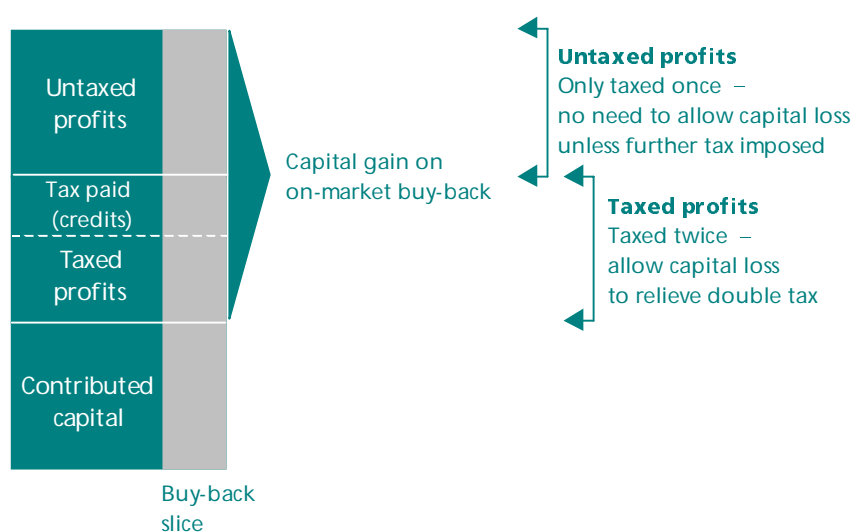 Untaxed
profits
Tax paid
(credits)
Taxed
profits
Contributed
capital
Buy-back
slice
Capital gain on
on-market buy-back
Untaxed profits
Only taxed once –
no need to allow capital loss
unless further tax imposed
Taxed profits
Taxed twice –
allow capital loss
to relieve double tax